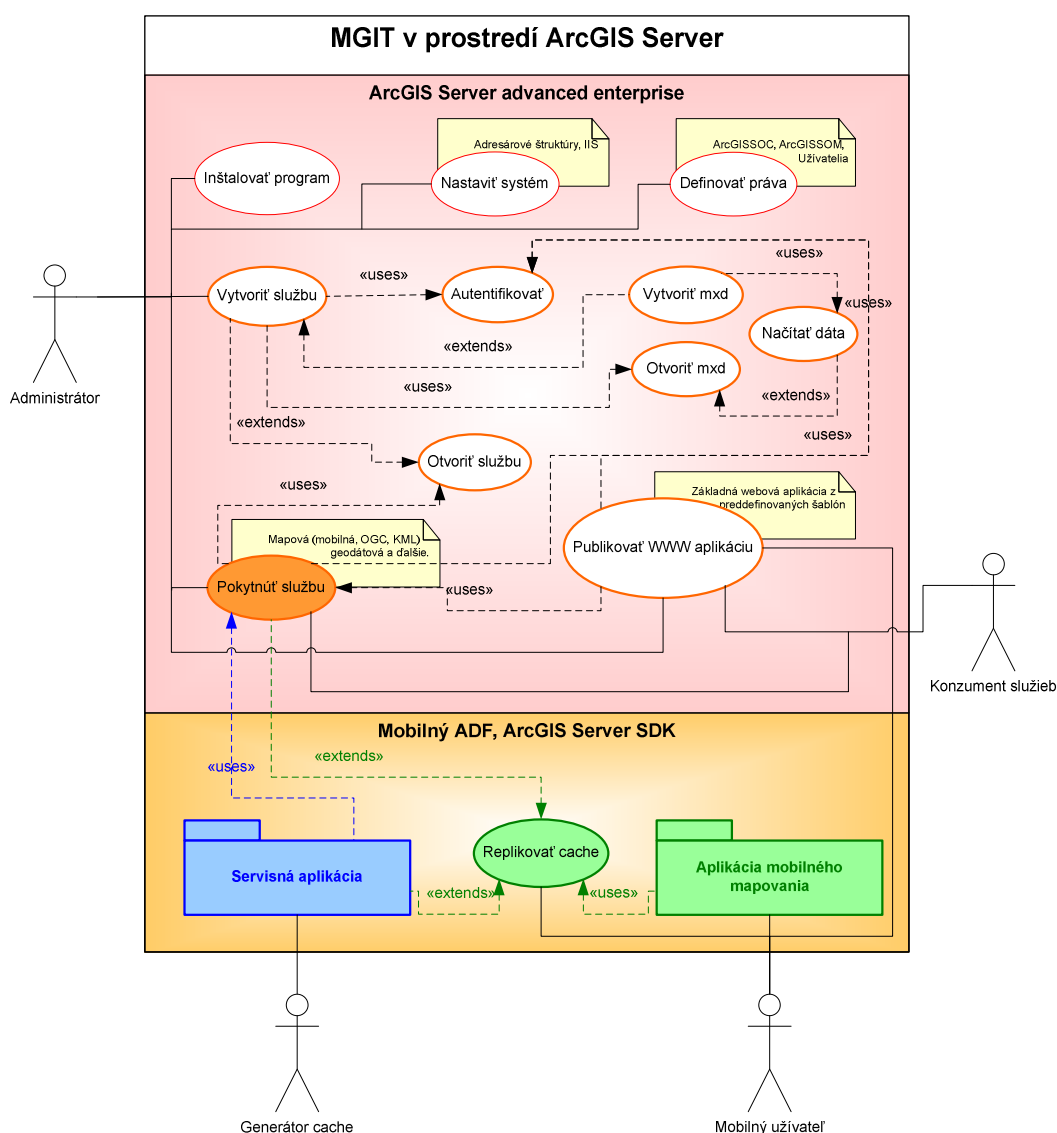 MGIT v prostredí ArcGIS Server
ArcGIS Server advanced enterprise
Adresárové štruktúry, IIS
ArcGISSOC, ArcGISSOM,
Užívatelia
Inštalovať program
Nastaviť systém
Definovať práva
«uses»
«uses»
Vytvoriť službu
Autentifikovať
Vytvoriť mxd
«uses»
Načítať dáta
«extends»
Otvoriť mxd
«uses»
«extends»
«extends»
«uses»
Otvoriť službu
«uses»
Základná webová aplikácia z
preddefinovaných šablón
Mapová (mobilná, OGC, KML)
geodátová a ďalšie.
Publikovať WWW aplikáciu
Pokytnúť službu
«uses»
Administrátor
Konzument služieb
Mobilný ADF, ArcGIS Server SDK
«extends»
«uses»
Replikovať cache
Servisná aplikácia
Aplikácia mobilného
mapovania
«extends»
«uses»
Generátor cache
Mobilný užívateľ